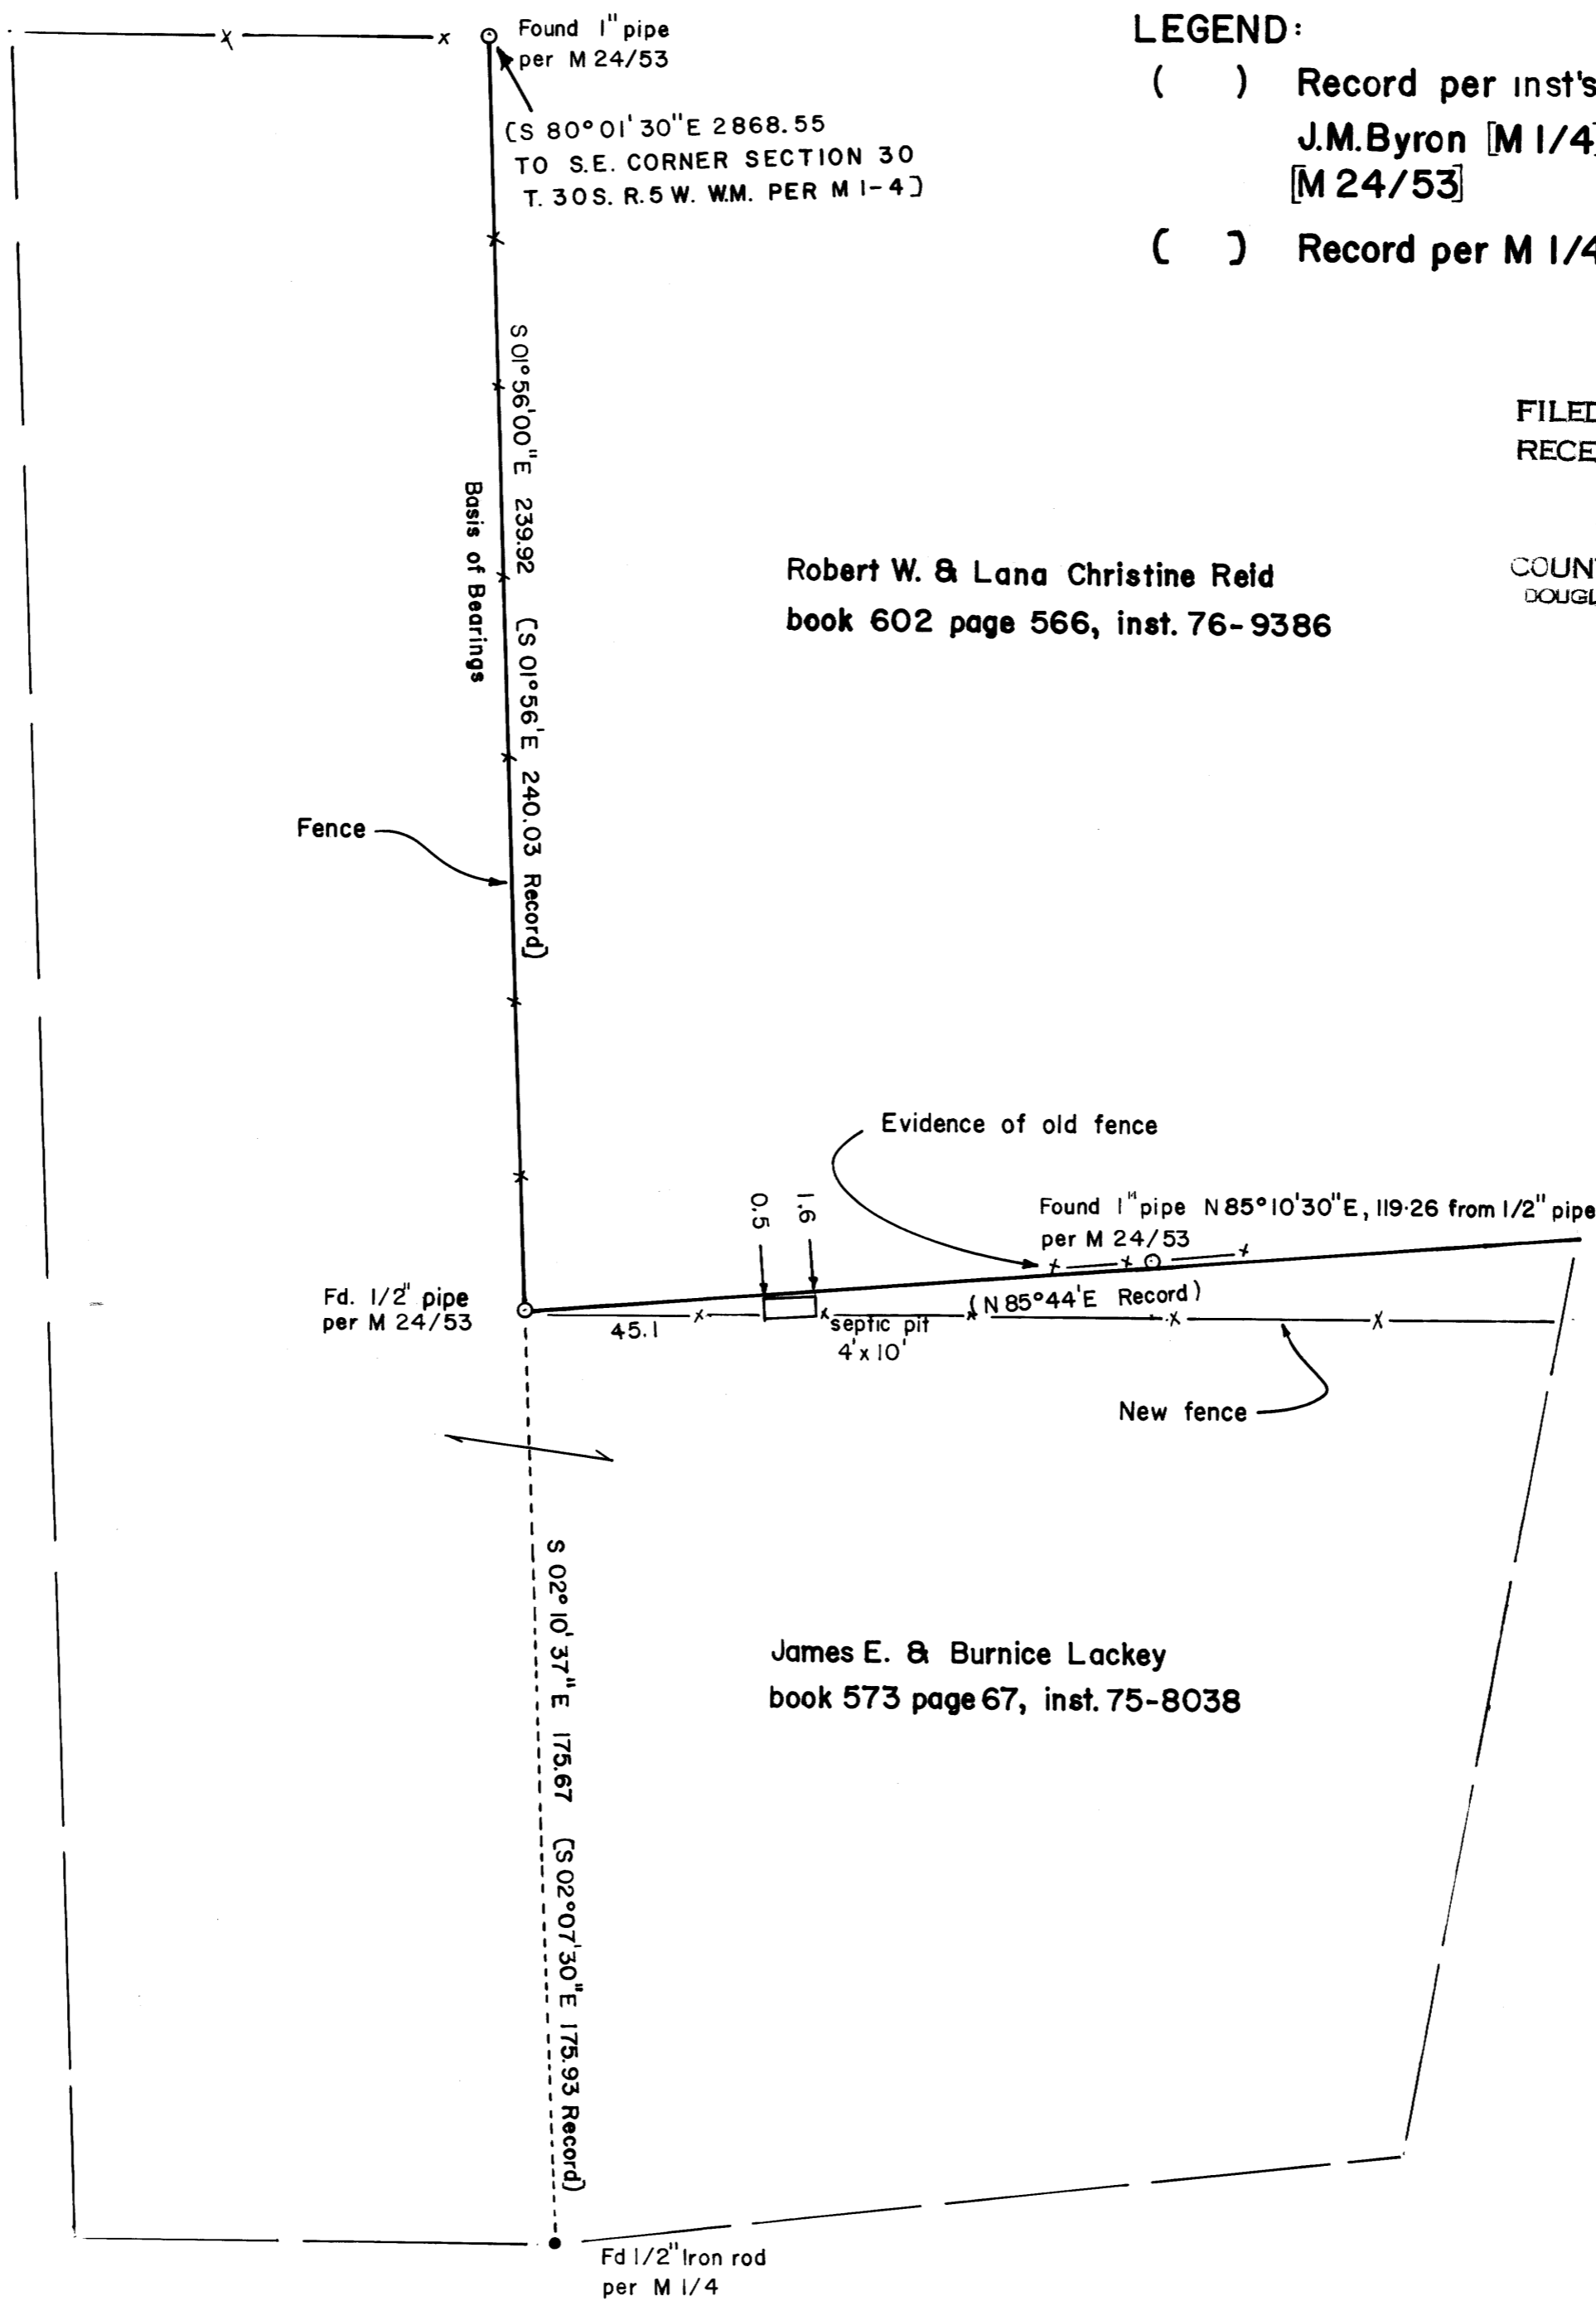 Found 1" pipe
per M 24/53
(S 80°01'30"E 2868.55
TO S.E. CORNER SECTION 30
T. 30S. R.5W. W.M. PER M 1-4]
LEGEND:
( ) Record per inst's
J.M.Byron [M 1/4]
[M 24/53]
( ] Record per M 1/4
FILED
RECE
COUN
DOUGL
S 01°56'00"E 239.92 (S 01°56'E 240.03 Record)
Basis of Bearings
Robert W. & Lana Christine Reid
book 602 page 566, inst. 76-9386
Fence
Evidence of old fence
0.5
1.6
Found 1" pipe N 85°10'30"E, 119.26 from 1/2" pipe
per M 24/53
(N 85°44'E Record)
Fd. 1/2" pipe
per M 24/53
45.1
septic pit
4'x10'
New fence
S 02°10'37"E 175.67 (S 02°07'30"E 175.93 Record)
James E. & Burnice Lackey
book 573 page 67, inst. 75-8038
Fd 1/2" Iron rod
per M 1/4